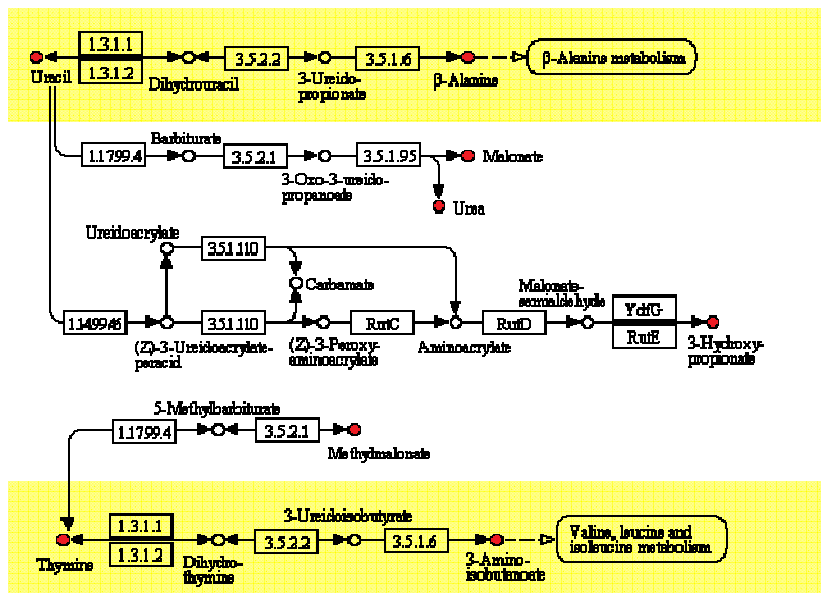 1.3.1.1
1.3.1.2
Uracil
Dihydrouracil
3.5.2.2
3-Ureido-
propionate
3.5.1.6
β-Alanine
β-Alanine metabolism
1.1.99.4
Barbiturate
3.5.2.1
3-Oxo-3-ureido-
propanoate
3.5.1.95
Malonate
Urea
Ureidoacrylate
3.5.1.110
Carbamate
1.14.99.46
(Z)-3-Ureidoacrylate-
peracid
3.5.1.110
(Z)-3-Peroxy-
aminoacrylate
RutC
Aminoacrylate
RutD
Malonate-
semialdehyde
YdfG
RutE
3-Hydroxy-
propionate
5-Methylbarbiturate
1.1.99.4
3.5.2.1
Methylmalonate
1.3.1.1
1.3.1.2
Thymine
Dihydro-
thymine
3.5.2.2
3-Ureidoisobutyrate
3.5.1.6
3-Amino-
isobutanoate
Valine, leucine and
isoleucine metabolism